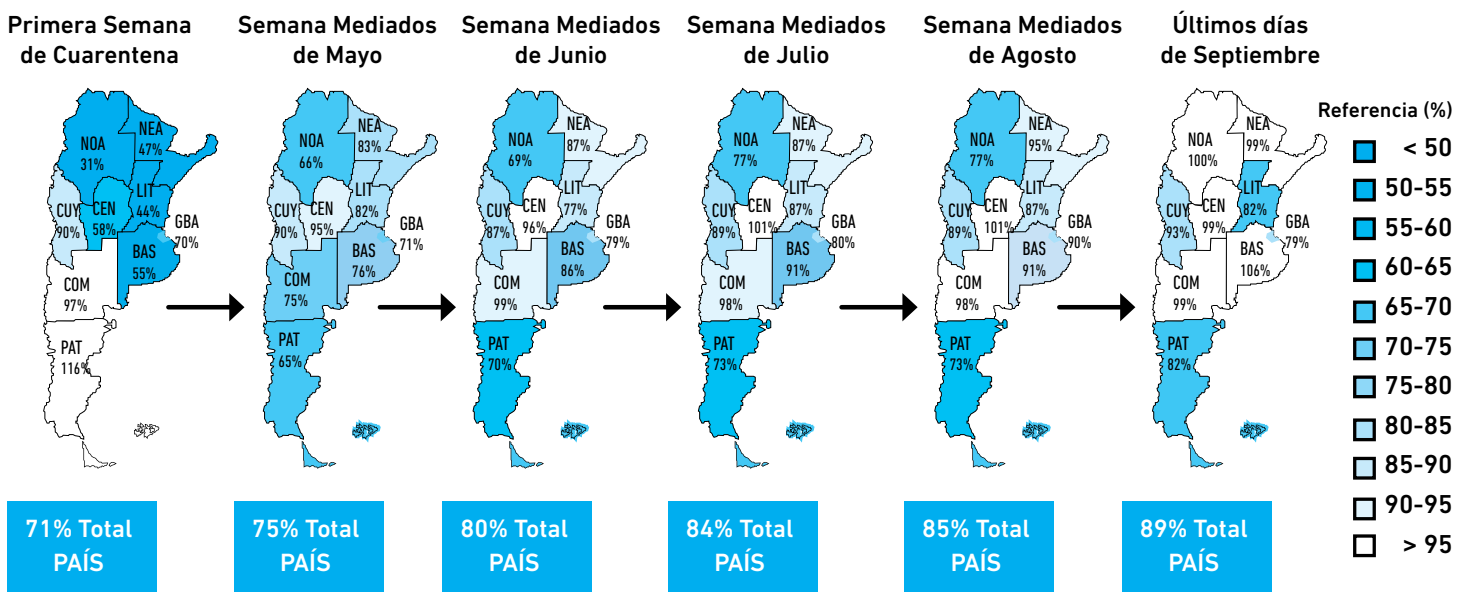 Primera Semana
de Cuarentena
NOA
31%
NEA
47%
LIT
44%
CUY
90%
CEN
58%
GBA
70%
BAS
55%
COM
97%
PAT
116%
71% Total
PAÍS
Semana Mediados
de Mayo
NOA
66%
NEA
83%
LIT
82%
CUY
90%
CEN
95%
GBA
71%
BAS
76%
COM
75%
PAT
65%
75% Total
PAÍS
Semana Mediados
de Junio
NOA
69%
NEA
87%
LIT
77%
CUY
87%
CEN
96%
GBA
79%
BAS
86%
COM
99%
PAT
70%
80% Total
PAÍS
Semana Mediados
de Julio
NOA
77%
NEA
87%
LIT
87%
CUY
89%
CEN
101%
GBA
80%
BAS
91%
COM
98%
PAT
73%
84% Total
PAÍS
Semana Mediados
de Agosto
NOA
77%
NEA
95%
LIT
87%
CUY
89%
CEN
101%
GBA
90%
BAS
91%
COM
98%
PAT
73%
85% Total
PAÍS
Últimos días
de Septiembre
NOA
100%
NEA
99%
LIT
82%
CUY
93%
CEN
99%
GBA
79%
BAS
106%
COM
99%
PAT
82%
89% Total
PAÍS
Referencia (%)
< 50
50-55
55-60
60-65
65-70
70-75
75-80
80-85
85-90
90-95
> 95